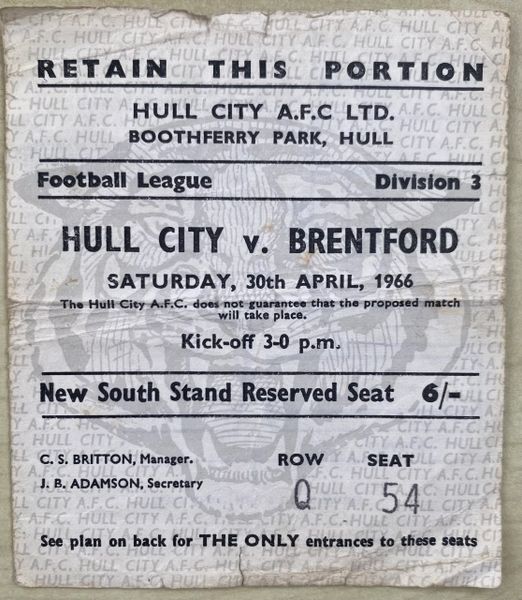 RETAIN THIS PORTION
HULL CITY A.F.C LTD.
BOOTHFERRY PARK, HULL
Football League Division 3
HULL CITY v. BRENTFORD
SATURDAY, 30th APRIL, 1966
The Hull City A.F.C. does not guarantee that the proposed match
will take place.
Kick-off 3-0 p.m.
New South Stand Reserved Seat 6/-
C. S. BRITTON, Manager. ROW SEAT
J. B. ADAMSON, Secretary Q 54
See plan on back for THE ONLY entrances to these seats